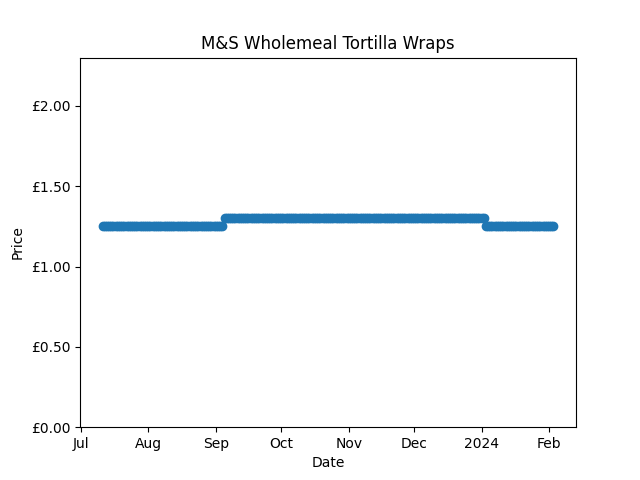 M&S Wholemeal Tortilla Wraps
£2.00
£1.50
£1.00
£0.50
£0.00
Price
Jul Aug Sep Oct Nov Dec 2024 Feb
Date